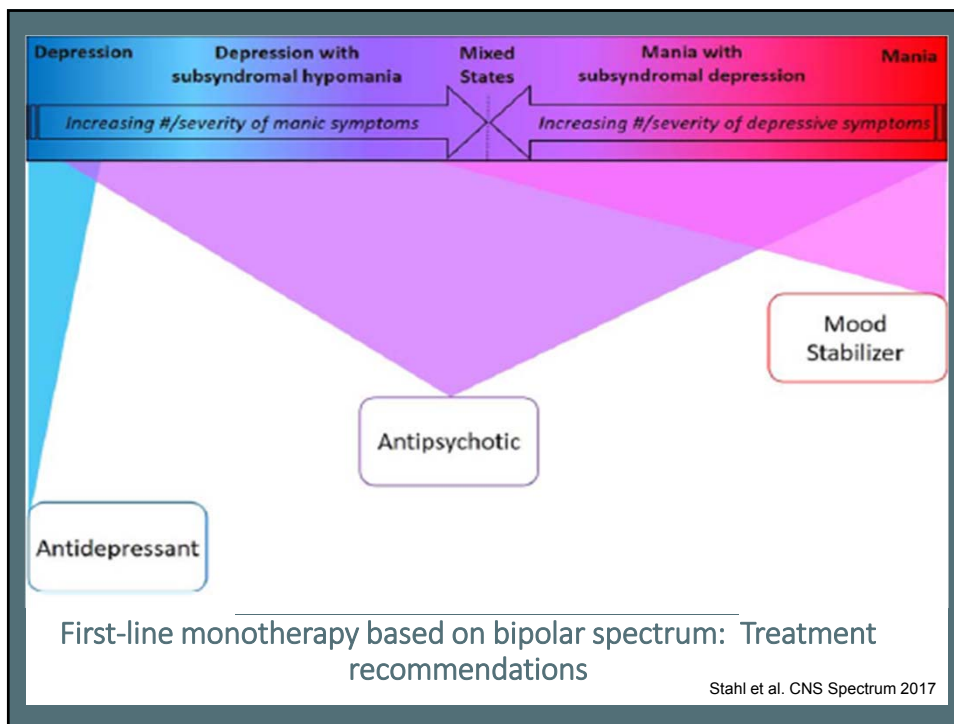 Depression
Depression with
subsyndromal hypomania
Mixed
States
Mania with
subsyndromal depression
Mania
Increasing #/severity of manic symptoms
Increasing #/severity of depressive symptoms
Mood
Stabilizer
Antipsychotic
Antidepressant
First-line monotherapy based on bipolar spectrum: Treatment
recommendations
Stahl et al. CNS Spectrum 2017